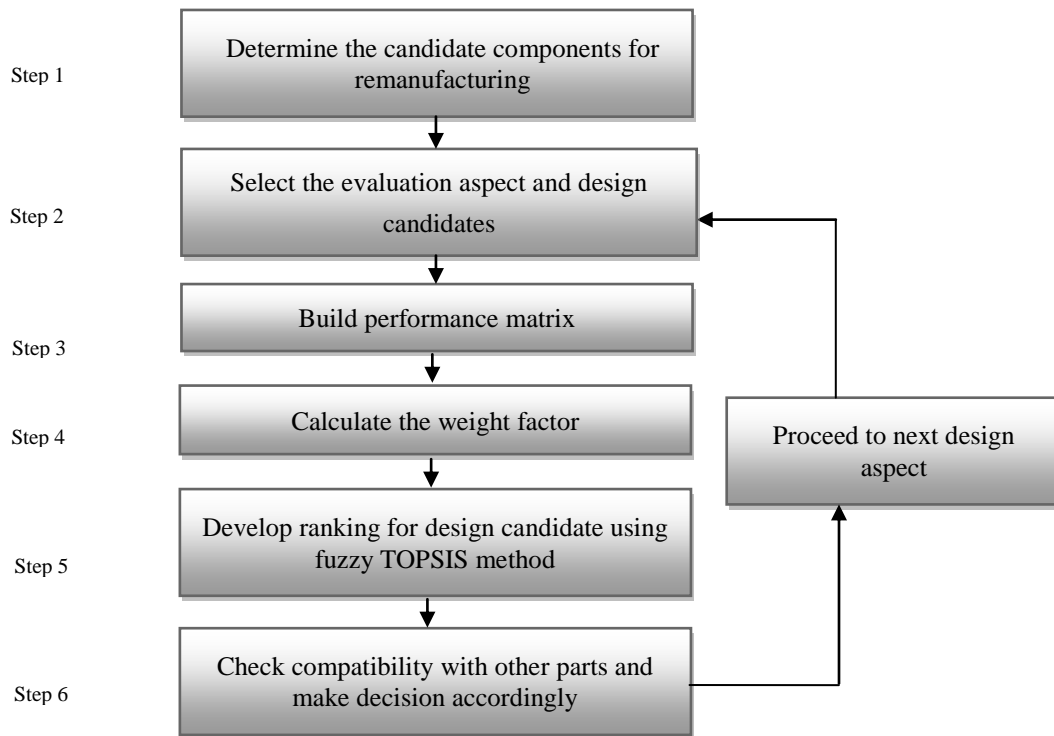 Step 1
Determine the candidate components for
remanufacturing
Step 2
Select the evaluation aspect and design
candidates
Step 3
Build performance matrix
Step 4
Calculate the weight factor
Proceed to next design
aspect
Step 5
Develop ranking for design candidate using
fuzzy TOPSIS method
Step 6
Check compatibility with other parts and
make decision accordingly